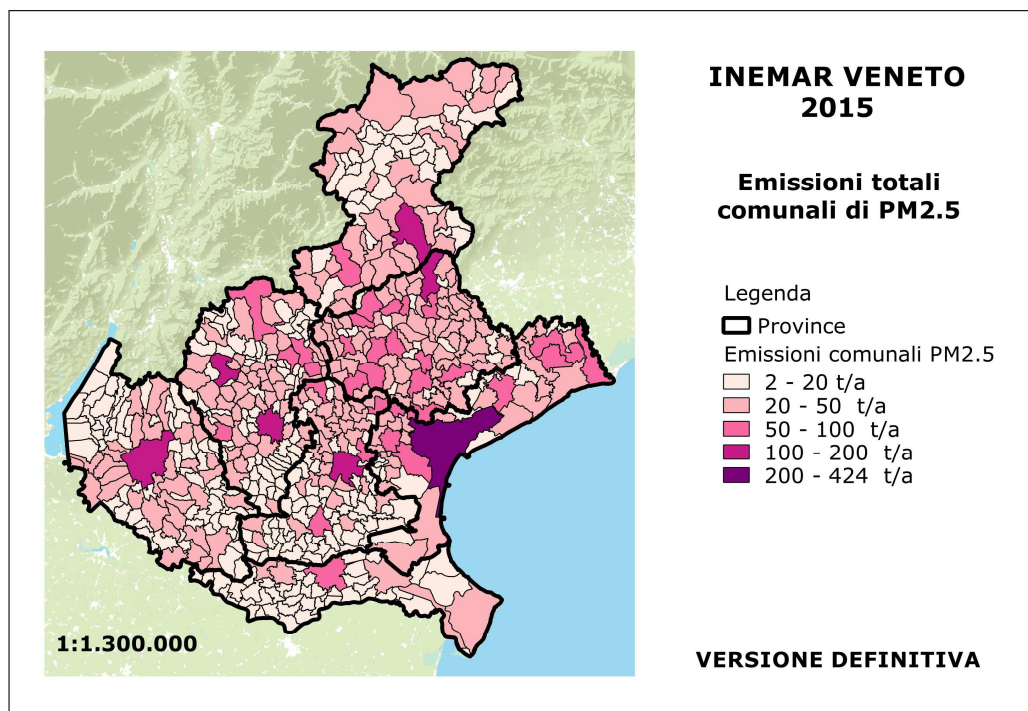 INEMAR VENETO
2015
Emissioni totali
comunali di PM2.5
Legenda
Province
Emissioni comunali PM2.5
2 - 20 t/a
20 - 50 t/a
50 - 100 t/a
100 - 200 t/a
200 - 424 t/a
1:1.300.000
VERSIONE DEFINITIVA